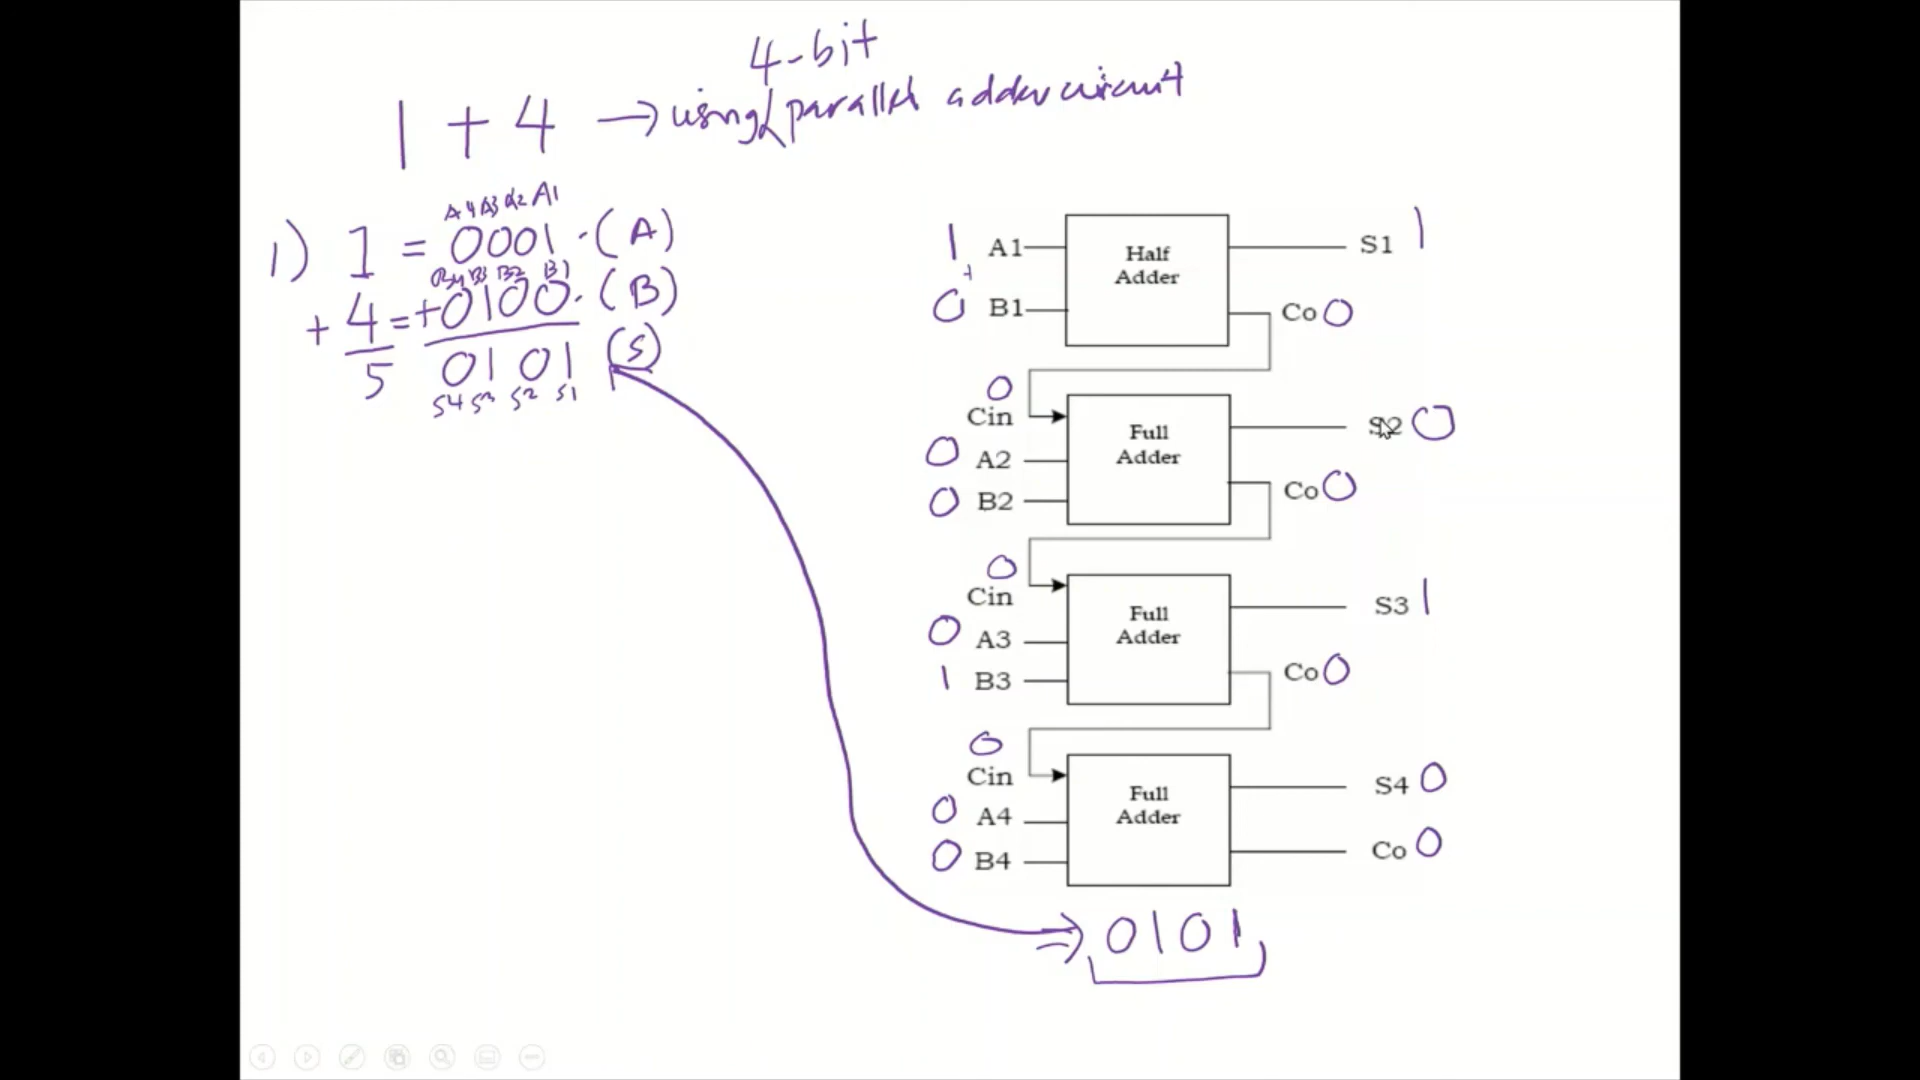 4-bit
1 + 4 → using parallel adder circuit
A4 A3 A2 A1
1) 1 = 0001 . (A)
B4 B3 B2 B1
+ 4 = +0100 . (B)
5 0101 (S)
S4 S3 S2 S1
1 A1
+
0 B1
Half
Adder
S1 1
Co 0
0
Cin
0 A2
0 B2
Full
Adder
S2 0
Co 0
0
Cin
0 A3
1 B3
Full
Adder
S3 1
Co 0
0
Cin
0 A4
0 B4
Full
Adder
S4 0
Co 0
⇒ 0101